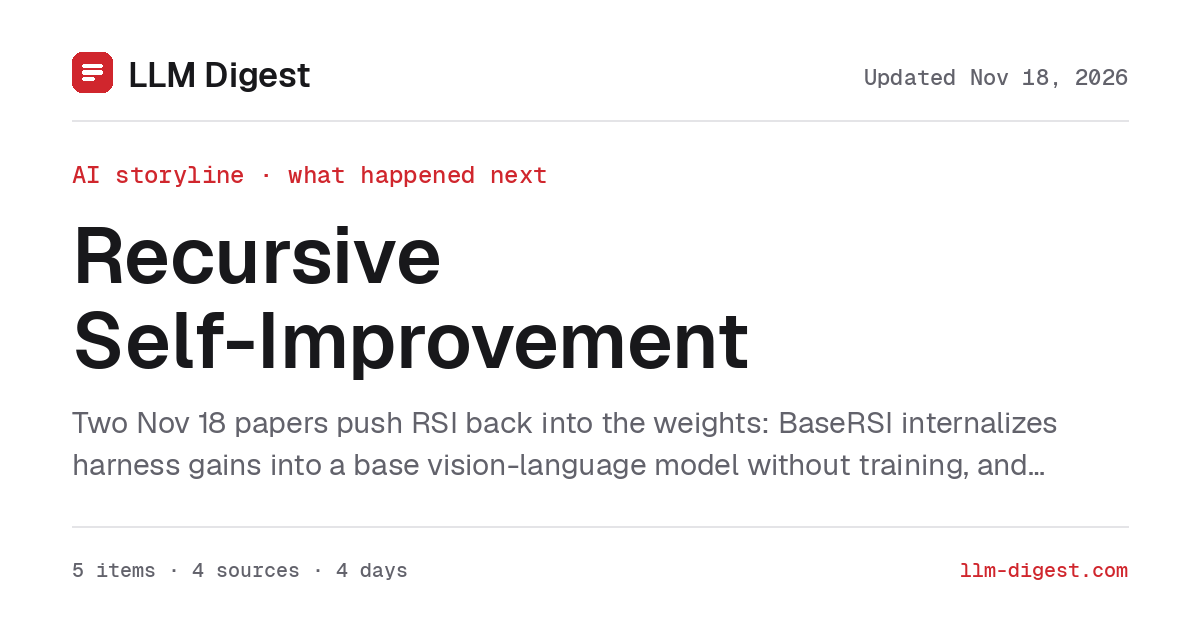 LLM Digest
Updated Nov 18, 2026
AI storyline · what happened next
Recursive
Self-Improvement
Two Nov 18 papers push RSI back into the weights: BaseRSI internalizes
harness gains into a base vision-language model without training, and…
5 items · 4 sources · 4 days
llm-digest.com